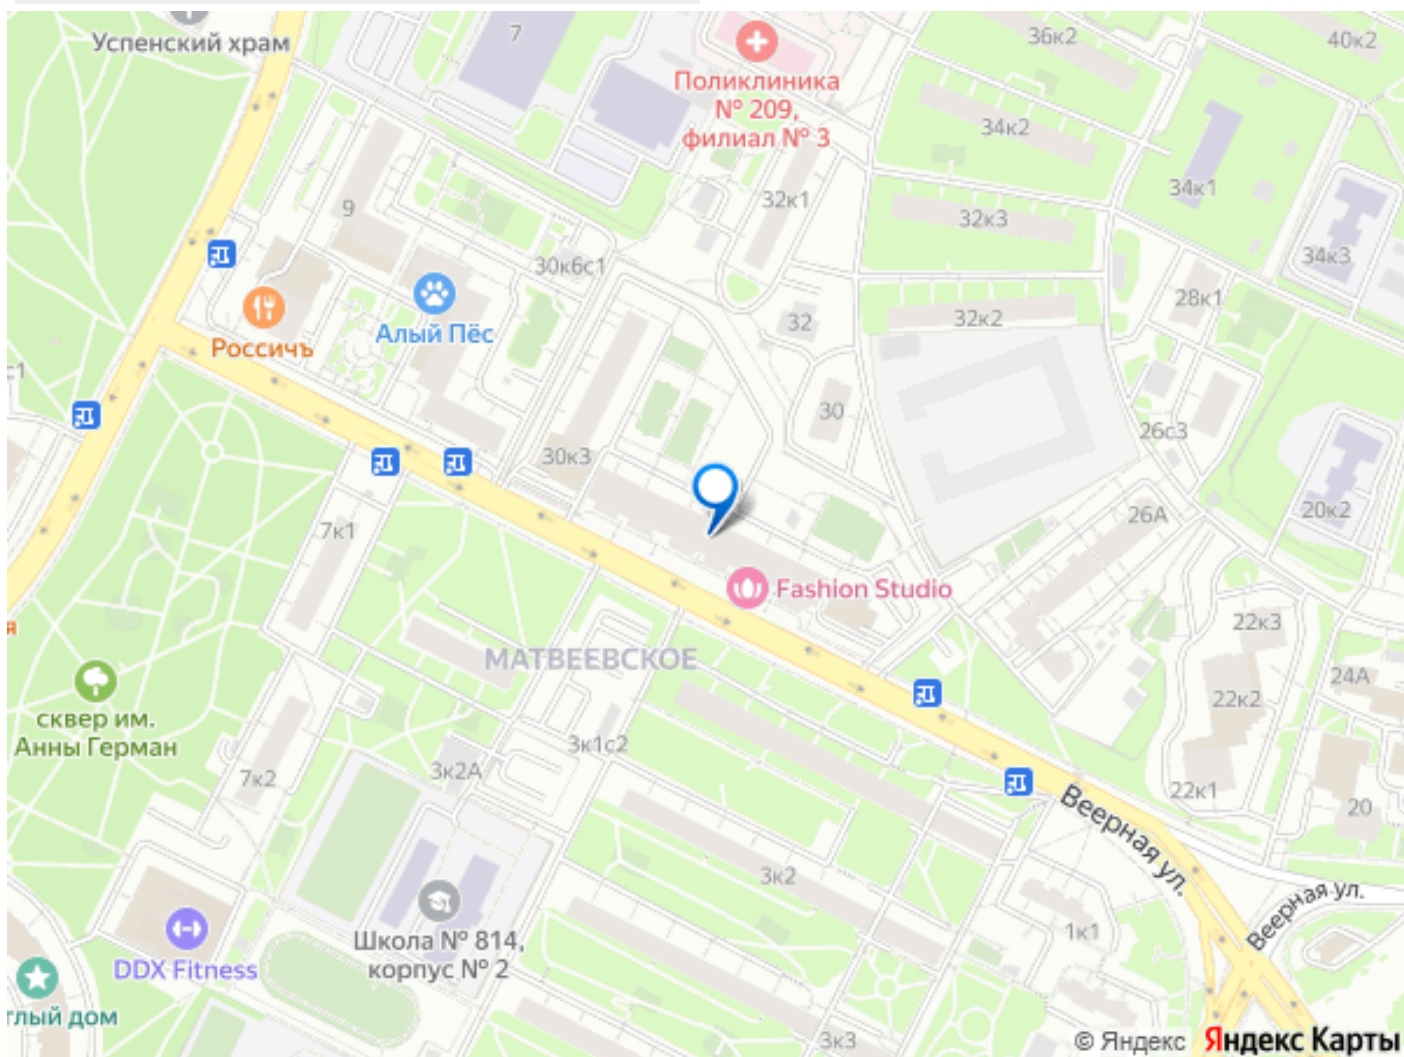 Успенский храм
7
36к2
40к2
Поликлиника
№ 209,
филиал № 3
34к2
34к1
9
32к1
32к3
34к3
30к6с1
28к1
Россичъ
Алый Пёс
32
32к2
с1
30
26с3
30к3
7к1
26А
20к2
Fashion Studio
я
22к3
МАТВЕЕВСКОЕ
24А
сквер им.
Анны Герман
22к2
3к1с2
7к2
3к2А
22к1
20
Веерная ул.
3к2
Веерная ул.
Школа № 814,
корпус № 2
1к1
DDX Fitness
глый дом
3к3
© Яндекс Яндекс Карты